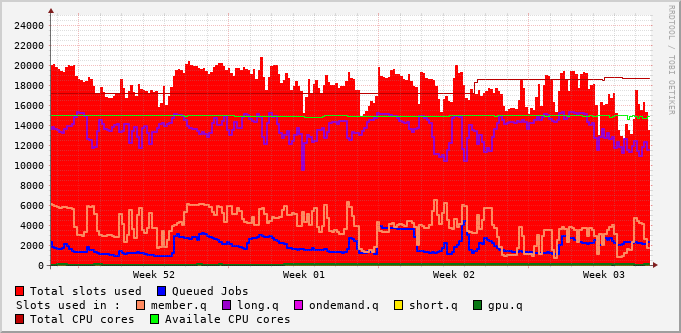 24000
22000
20000
18000
16000
14000
12000
10000
8000
6000
4000
2000
0
Week 52 Week 01 Week 02 Week 03
RRDTOOL / TOBI OETIKER
Total slots used Queued Jobs
Slots used in : member.q long.q ondemand.q short.q gpu.q
Total CPU cores Availale CPU cores